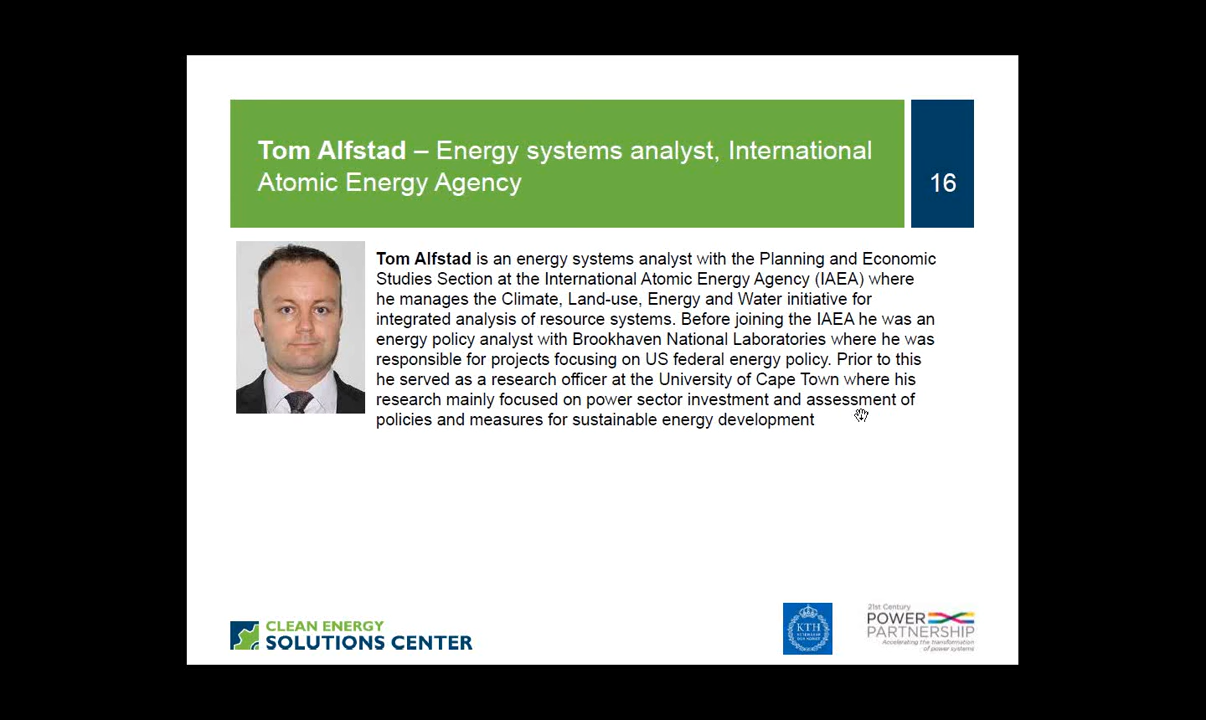 Tom Alfstad – Energy systems analyst, International
Atomic Energy Agency
16
Tom Alfstad is an energy systems analyst with the Planning and Economic
Studies Section at the International Atomic Energy Agency (IAEA) where
he manages the Climate, Land-use, Energy and Water initiative for
integrated analysis of resource systems. Before joining the IAEA he was an
energy policy analyst with Brookhaven National Laboratories where he was
responsible for projects focusing on US federal energy policy. Prior to this
he served as a research officer at the University of Cape Town where his
research mainly focused on power sector investment and assessment of
policies and measures for sustainable energy development
CLEAN ENERGY
SOLUTIONS CENTER
KTH
21st Century
POWER
PARTNERSHIP
Accelerating the transformation
of power systems